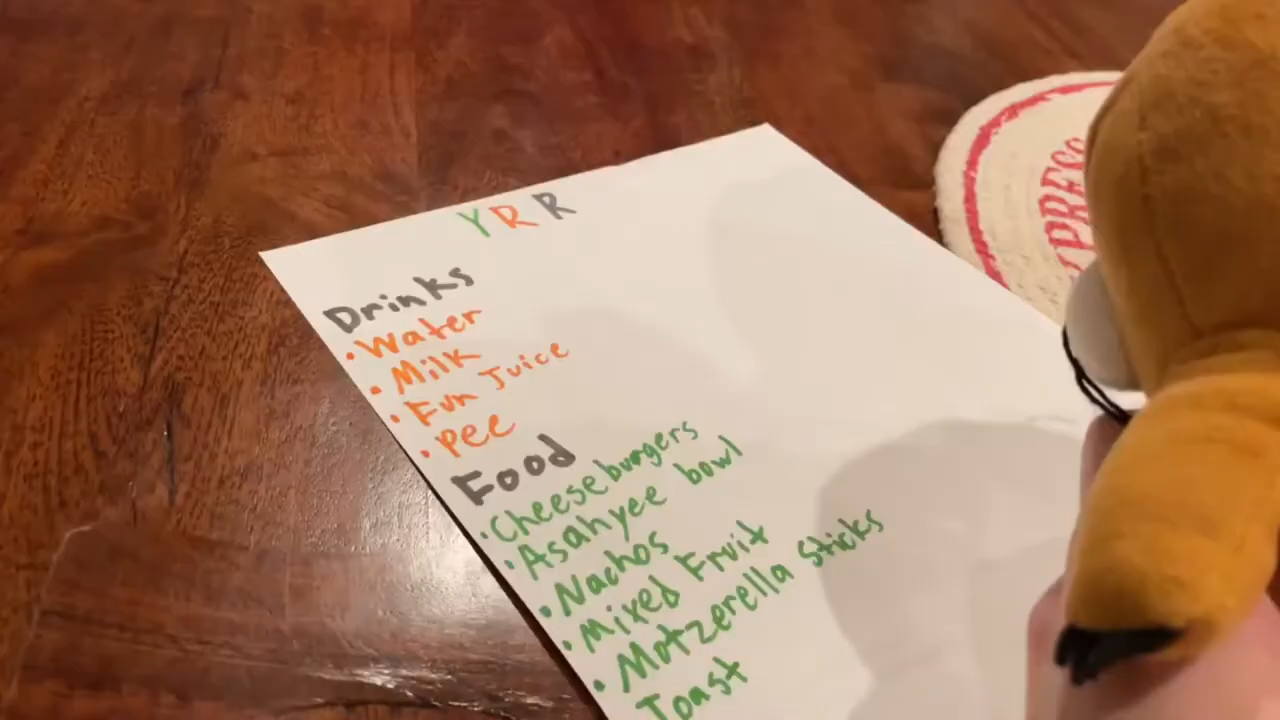 YRR
Drinks
• Water
• Milk
• Fun Juice
• Pee
Food
• Cheeseburgers
• Asahyee bowl
• Nachos
• Mixed Fruit
• Motzerella sticks
Toast